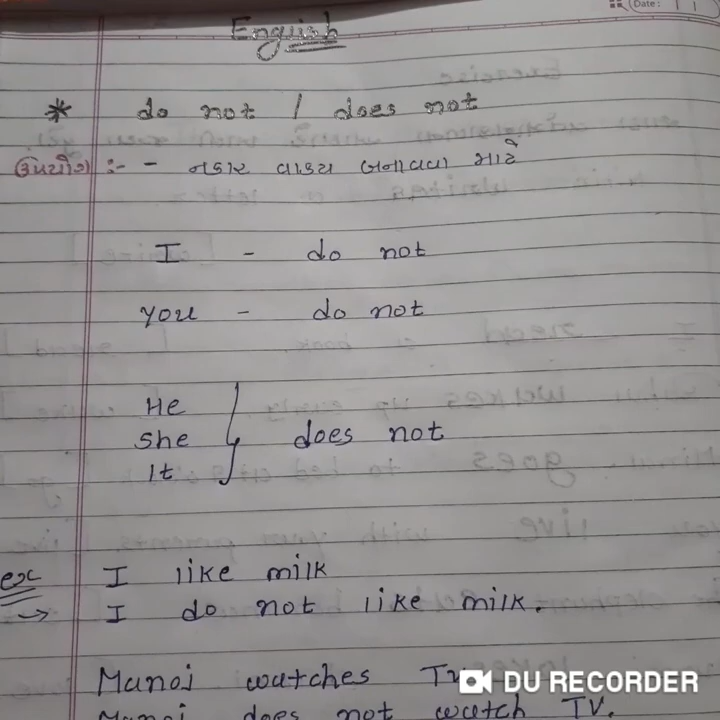 Date :
English
* do not / does not
ઉપયોગ :- - નકાર વાક્ય બનાવવા માટે
I - do not
you - do not
He
she } does not
It
ex I like milk
→ I do not like milk.
Manoj watches Tv
Manoj does not watch TV.
DU RECORDER